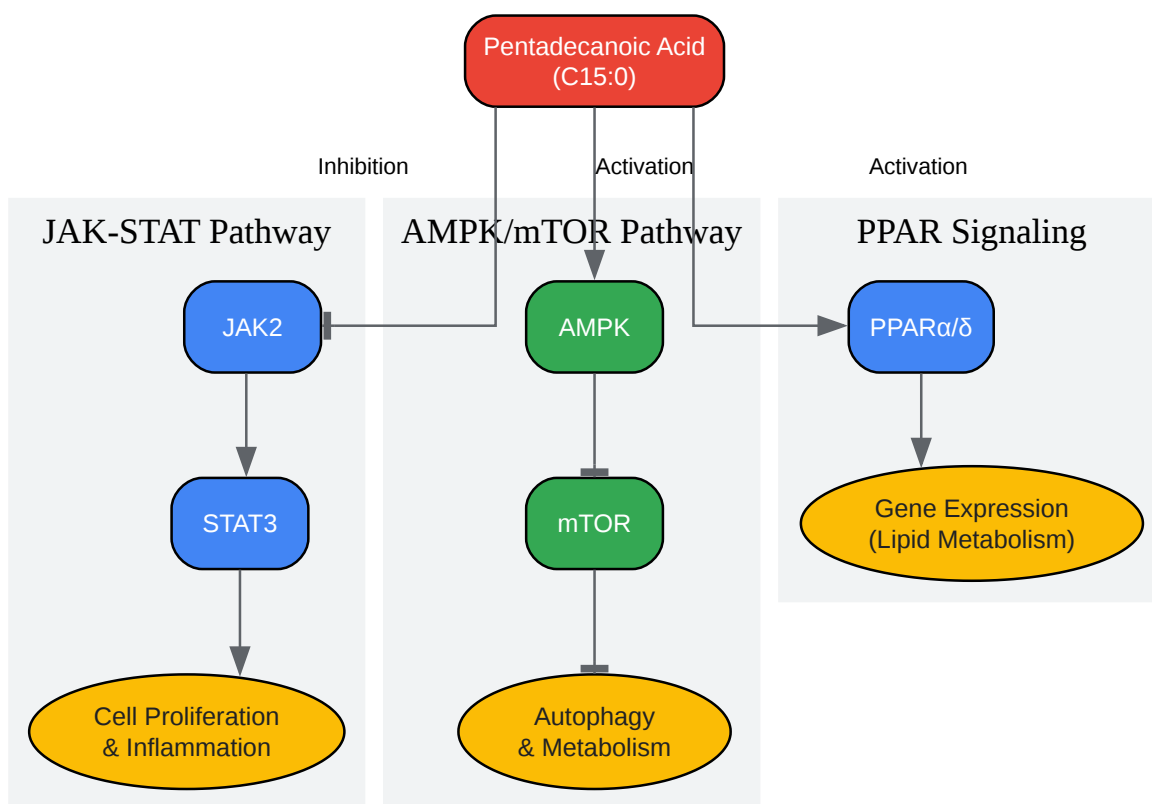 Pentadecanoic Acid
(C15:0)
Inhibition
Activation
Activation
JAK-STAT Pathway
AMPK/mTOR Pathway
PPAR Signaling
JAK2
AMPK
PPARα/δ
STAT3
mTOR
Gene Expression
(Lipid Metabolism)
Cell Proliferation
& Inflammation
Autophagy
& Metabolism